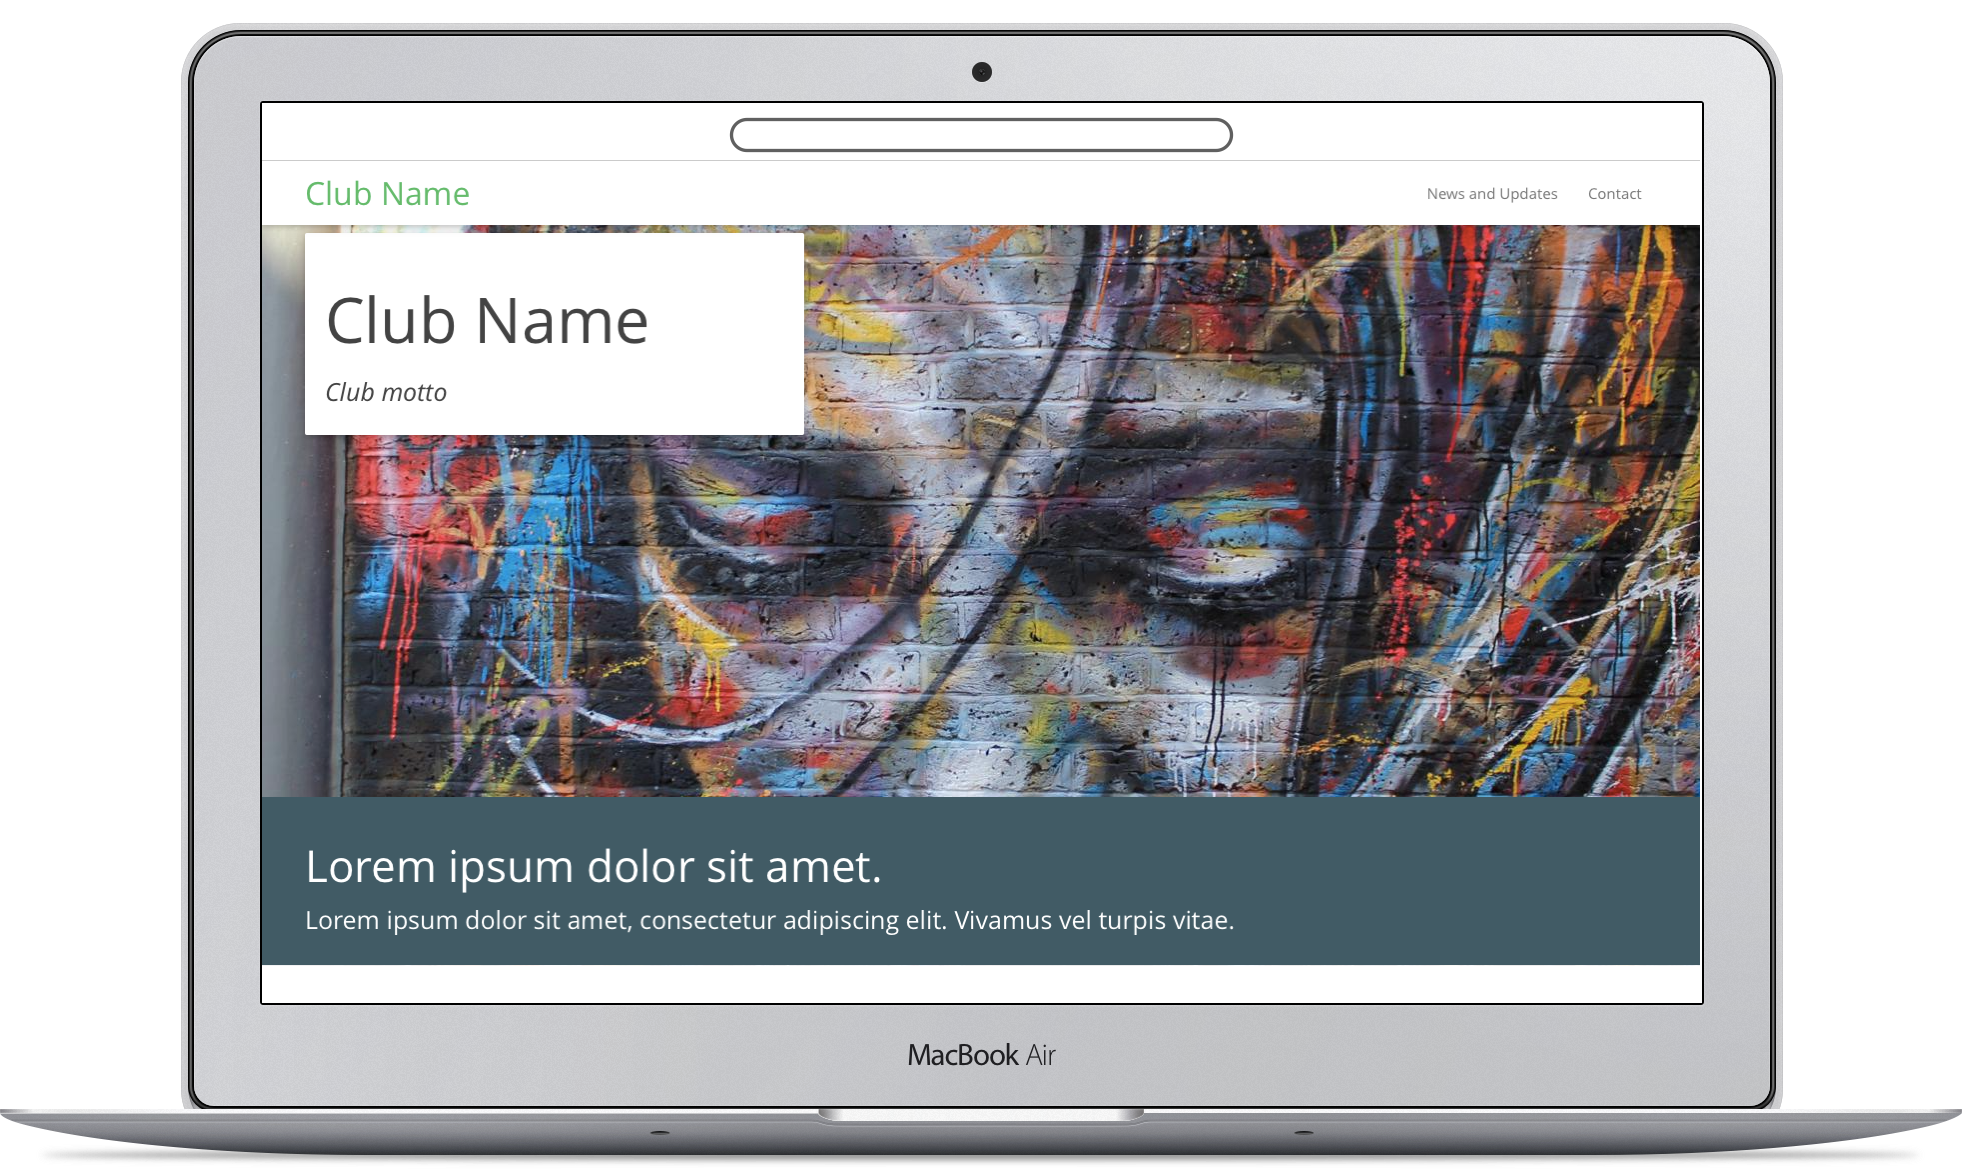 Club Name
News and Updates Contact
Club Name
Club motto
Lorem ipsum dolor sit amet.
Lorem ipsum dolor sit amet, consectetur adipiscing elit. Vivamus vel turpis vitae.
MacBook Air